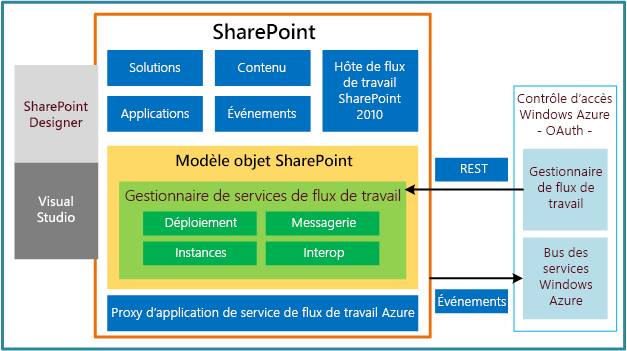 SharePoint
Solutions
Contenu
Hôte de flux
de travail
SharePoint
2010
Applications
Événements
SharePoint
Designer
Visual
Studio
Modèle objet SharePoint
Gestionnaire de services de flux de travail
Déploiement
Messagerie
Instances
Interop
Proxy d'application de service de flux de travail Azure
REST
Événements
Contrôle d'accès
Windows Azure
- OAuth -
Gestionnaire
de flux de
travail
Bus des
services
Windows
Azure